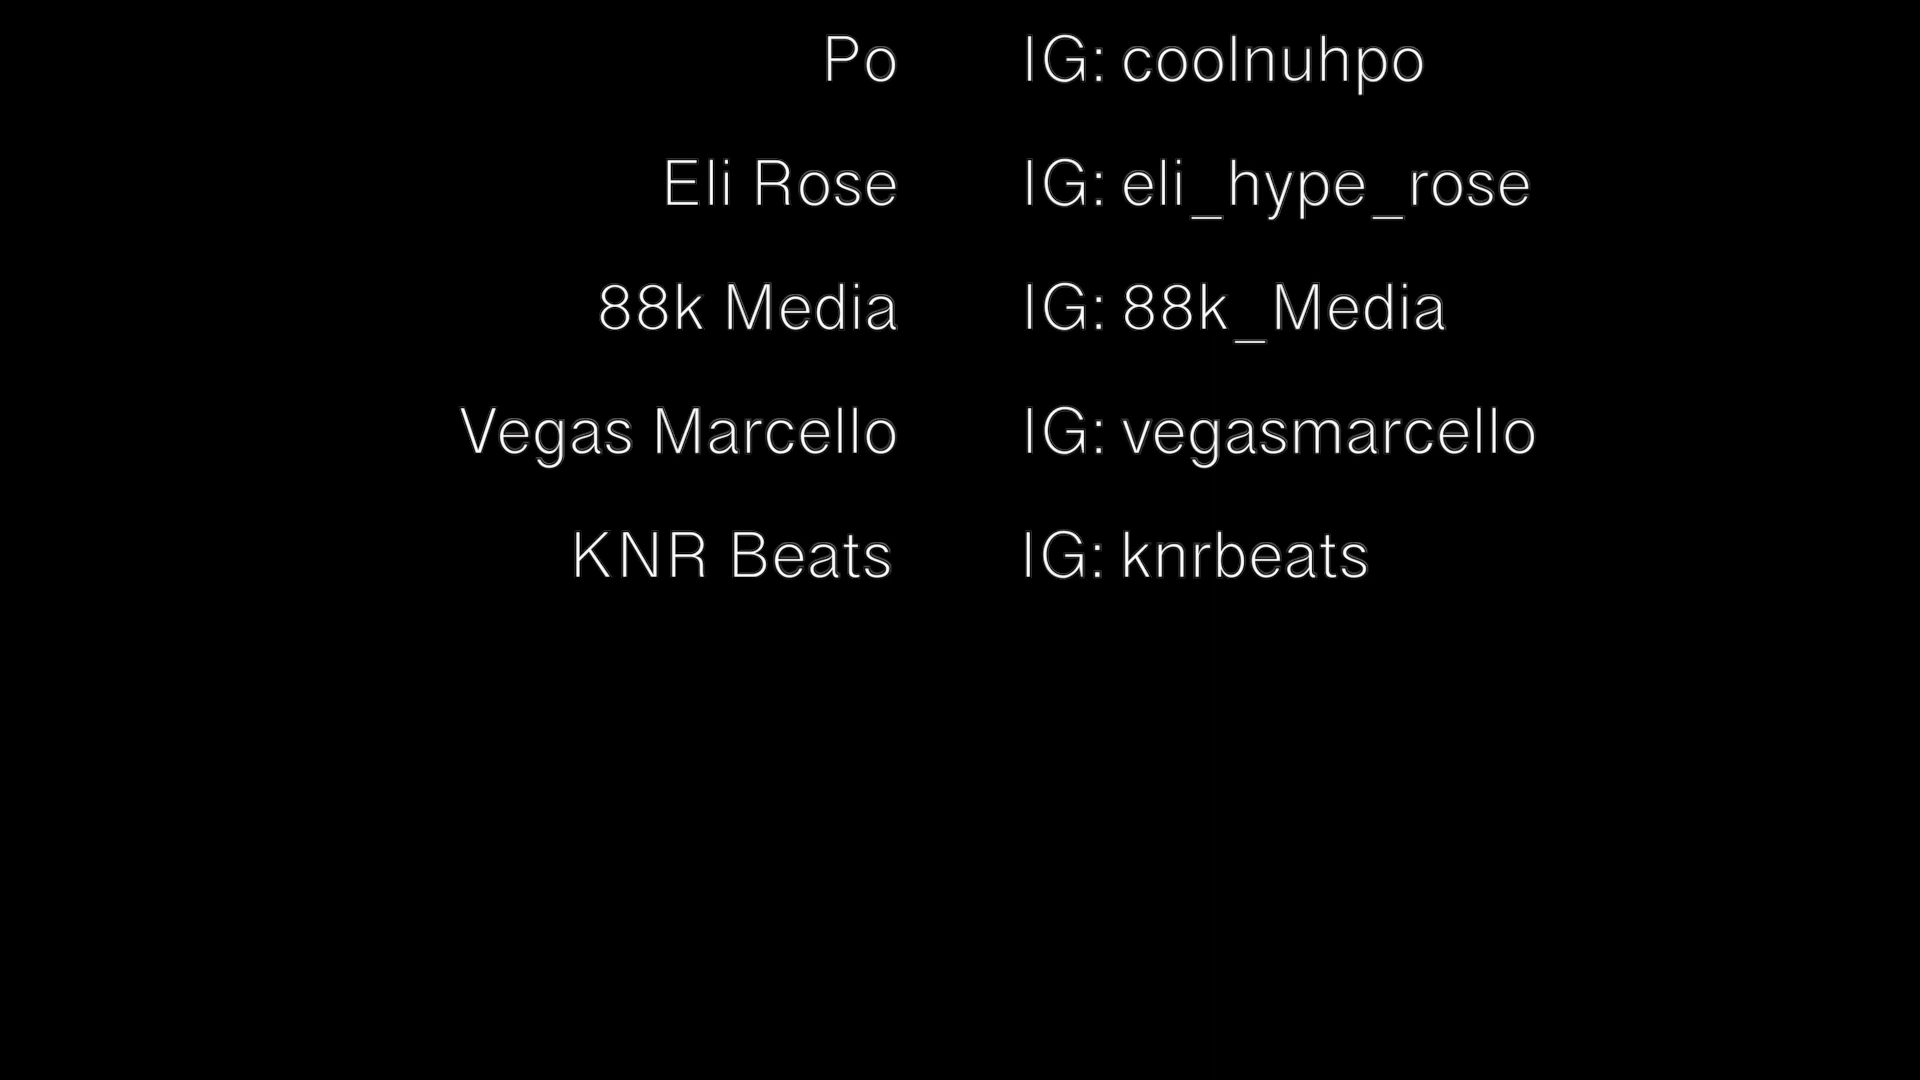 Po IG: coolnuhpo
Eli Rose IG: eli_hype_rose
88k Media IG: 88k_Media
Vegas Marcello IG: vegasmarcello
KNR Beats IG: knrbeats